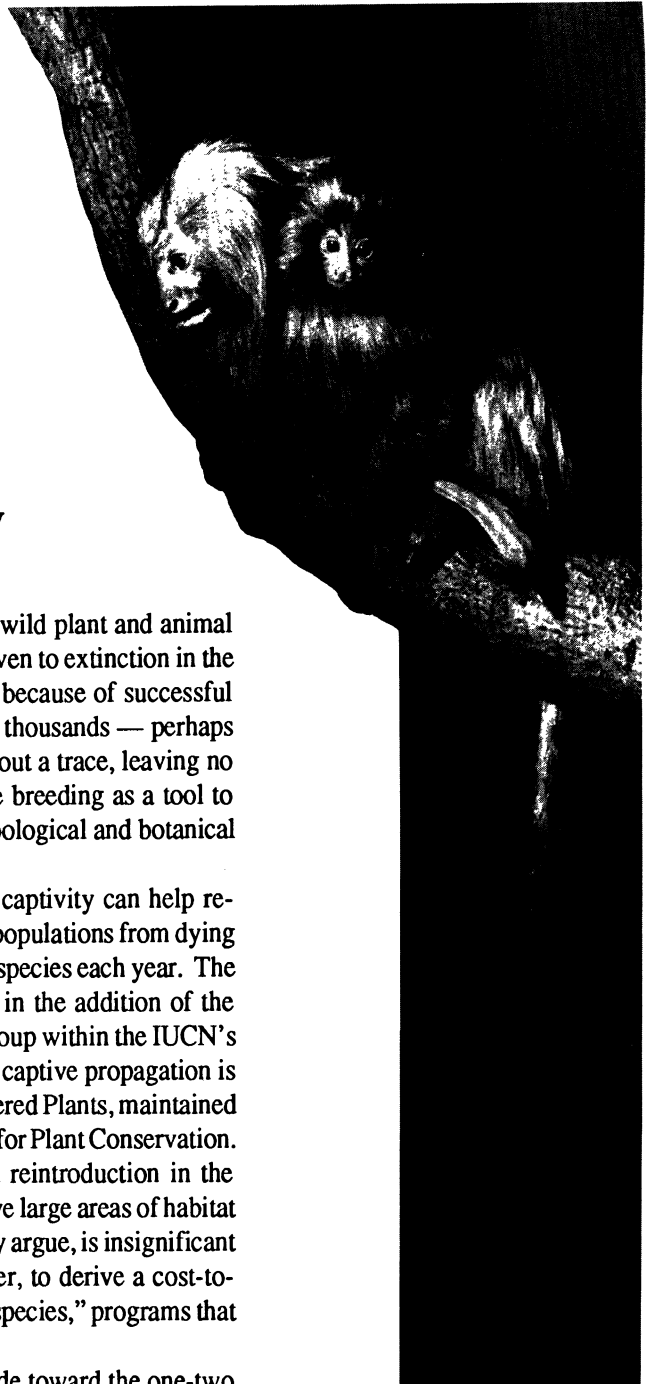 y
wild plant and animal
ven to extinction in the
because of successful
thousands — perhaps
out a trace, leaving no
e breeding as a tool to
ological and botanical
captivity can help re-
populations from dying
species each year. The
in the addition of the
oup within the IUCN's
captive propagation is
ered Plants, maintained
for Plant Conservation.
reintroduction in the
ve large areas of habitat
y argue, is insignificant
er, to derive a cost-to-
species,” programs that
de toward the one-two